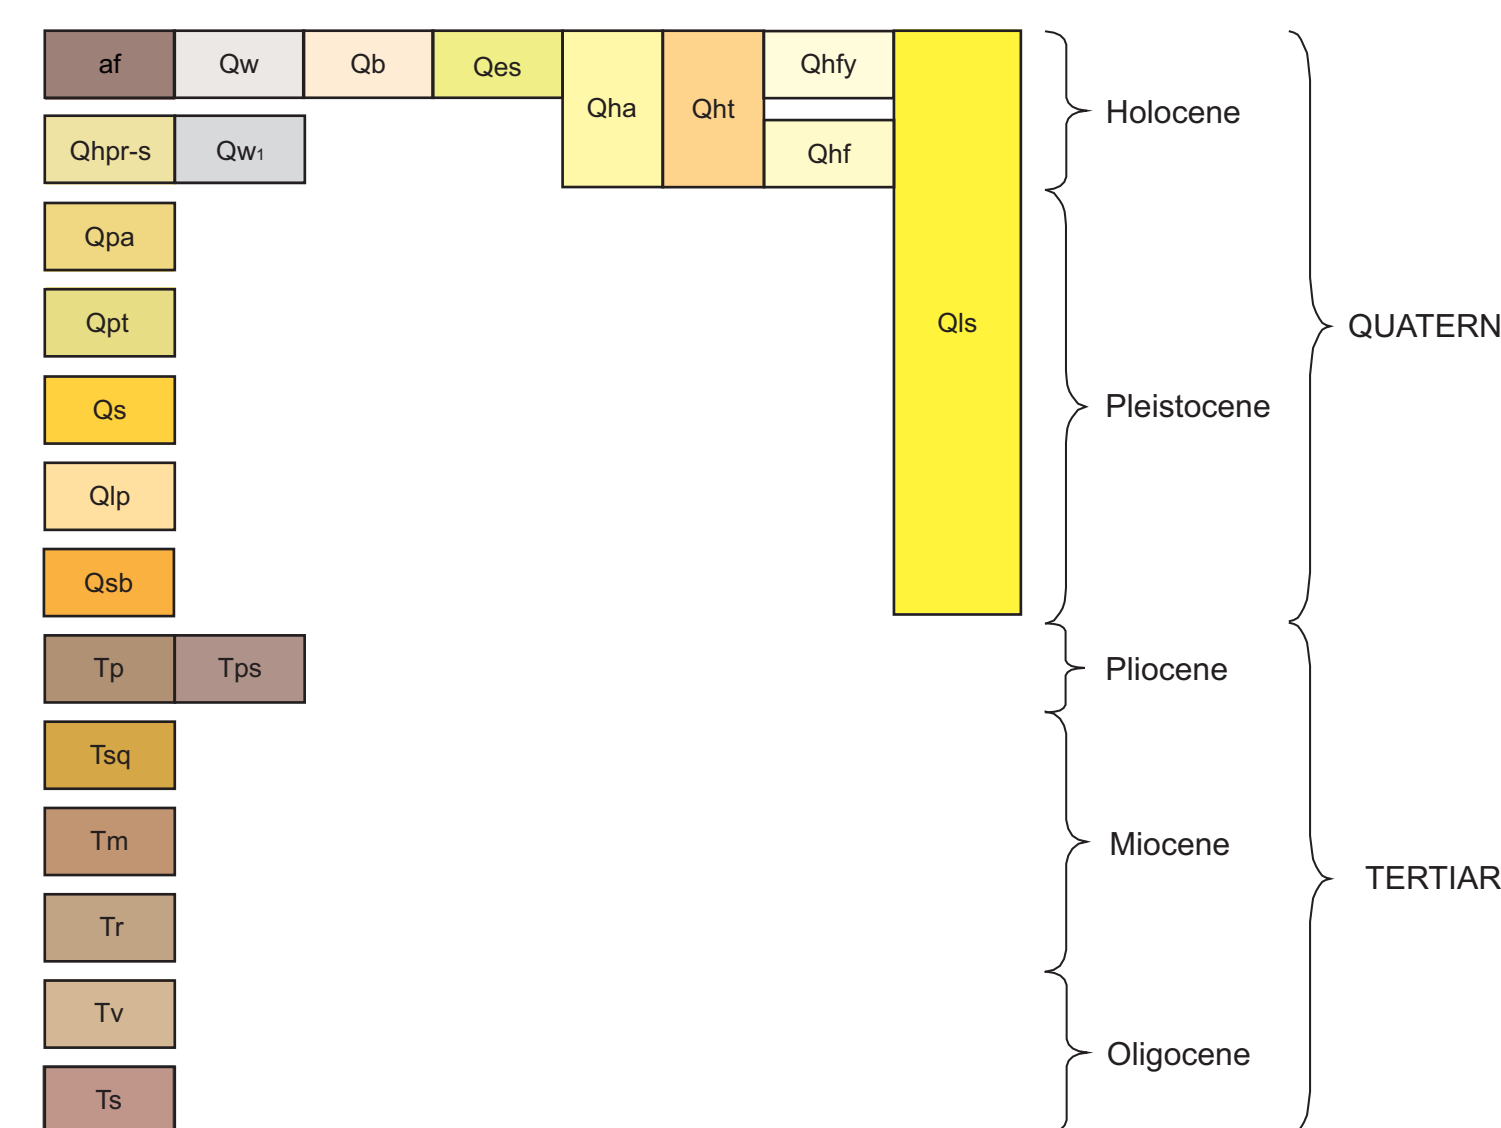 af Qw Qb Qes Qha Qht Qhfy Qls
Holocene
Qhpr-s Qw1 Qhf
Qpa
Qpt
QUATERN
Qs
Pleistocene
Qlp
Qsb
Tp Tps
Pliocene
Tsq
Tm
Miocene
TERTIAR
Tr
Tv
Oligocene
Ts